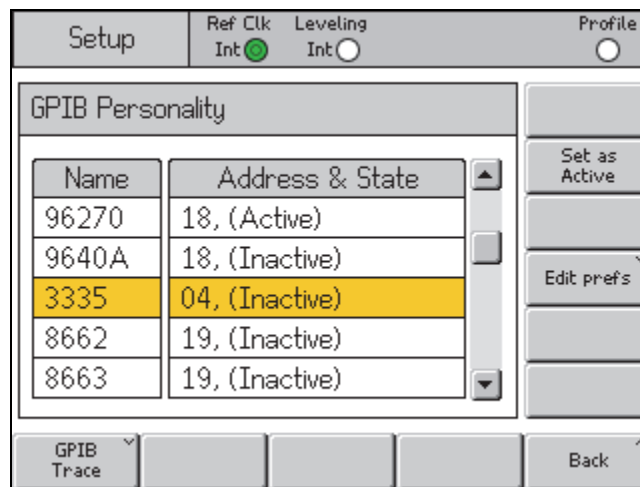 Setup
Ref Clk Leveling Profile
Int Int
GPIB Personality
Name Address & State
96270 18, (Active)
9640A 18, (Inactive)
3335 04, (Inactive)
8662 19, (Inactive)
8663 19, (Inactive)
Set as
Active
Edit prefs
GPIB
Trace
Back